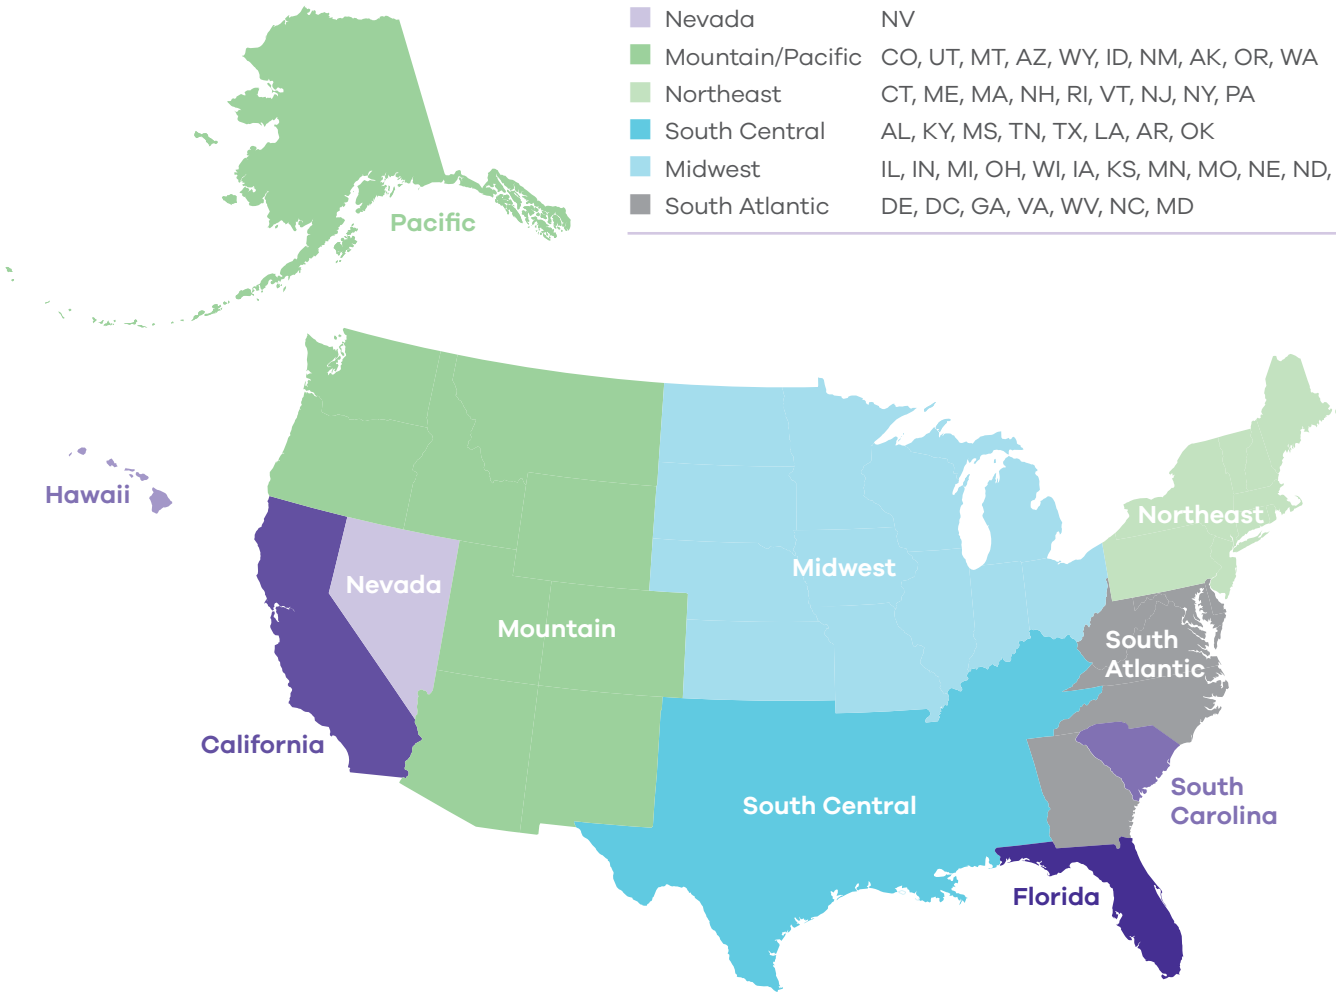 Nevada NV
Mountain/Pacific CO, UT, MT, AZ, WY, ID, NM, AK, OR, WA
Northeast CT, ME, MA, NH, RI, VT, NJ, NY, PA
South Central AL, KY, MS, TN, TX, LA, AR, OK
Midwest IL, IN, MI, OH, WI, IA, KS, MN, MO, NE, ND,
South Atlantic DE, DC, GA, VA, WV, NC, MD
Pacific
Hawaii
Northeast
Midwest
Nevada
Mountain
South
Atlantic
California
South Central
South
Carolina
Florida